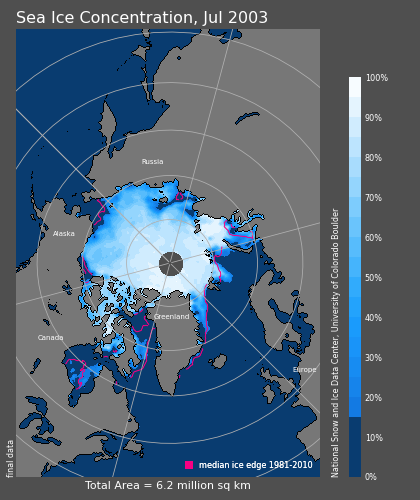 Sea Ice Concentration, Jul 2003
100%
90%
80%
70%
60%
50%
40%
30%
20%
10%
0%
Russia
Alaska
Canada
Greenland
Europe
National Snow and Ice Data Center, University of Colorado Boulder
final data
median ice edge 1981-2010
Total Area = 6.2 million sq km